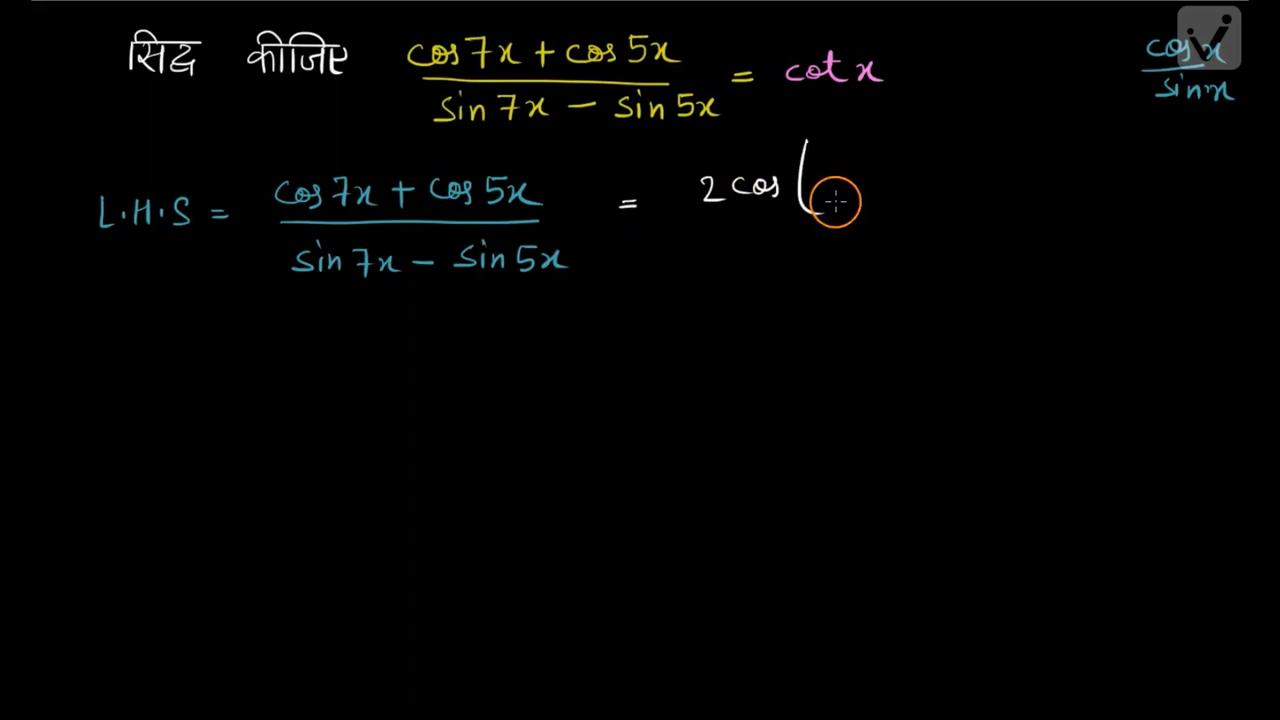 सिद्ध कीजिए cos 7x + cos 5x / sin 7x − sin 5x = cot x
cos x / sin x
L.H.S = cos 7x + cos 5x / sin 7x − sin 5x = 2 cos (